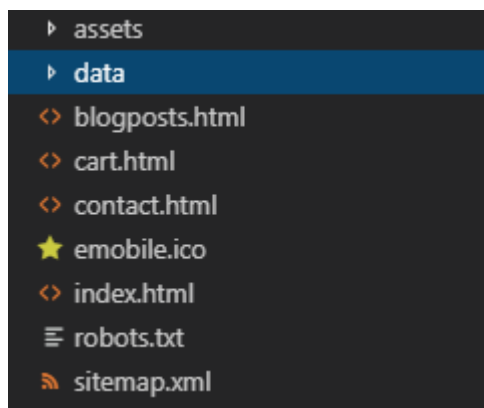 assets
data
blogposts.html
cart.html
contact.html
emobile.ico
index.html
robots.txt
sitemap.xml